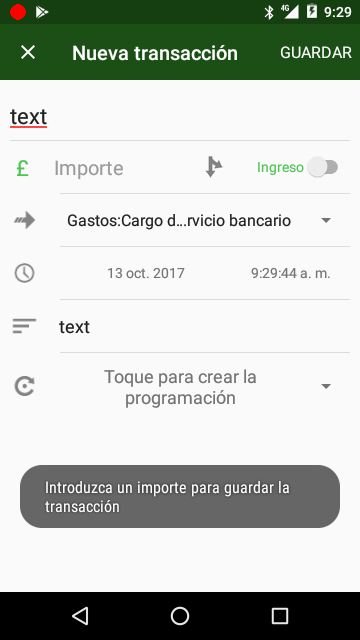 4G 9:29
Nueva transacción GUARDAR
text
£ Importe Ingreso
Gastos:Cargo d...rvicio bancario
13 oct. 2017 9:29:44 a. m.
text
Toque para crear la
programación
Introduzca un importe para guardar la
transacción